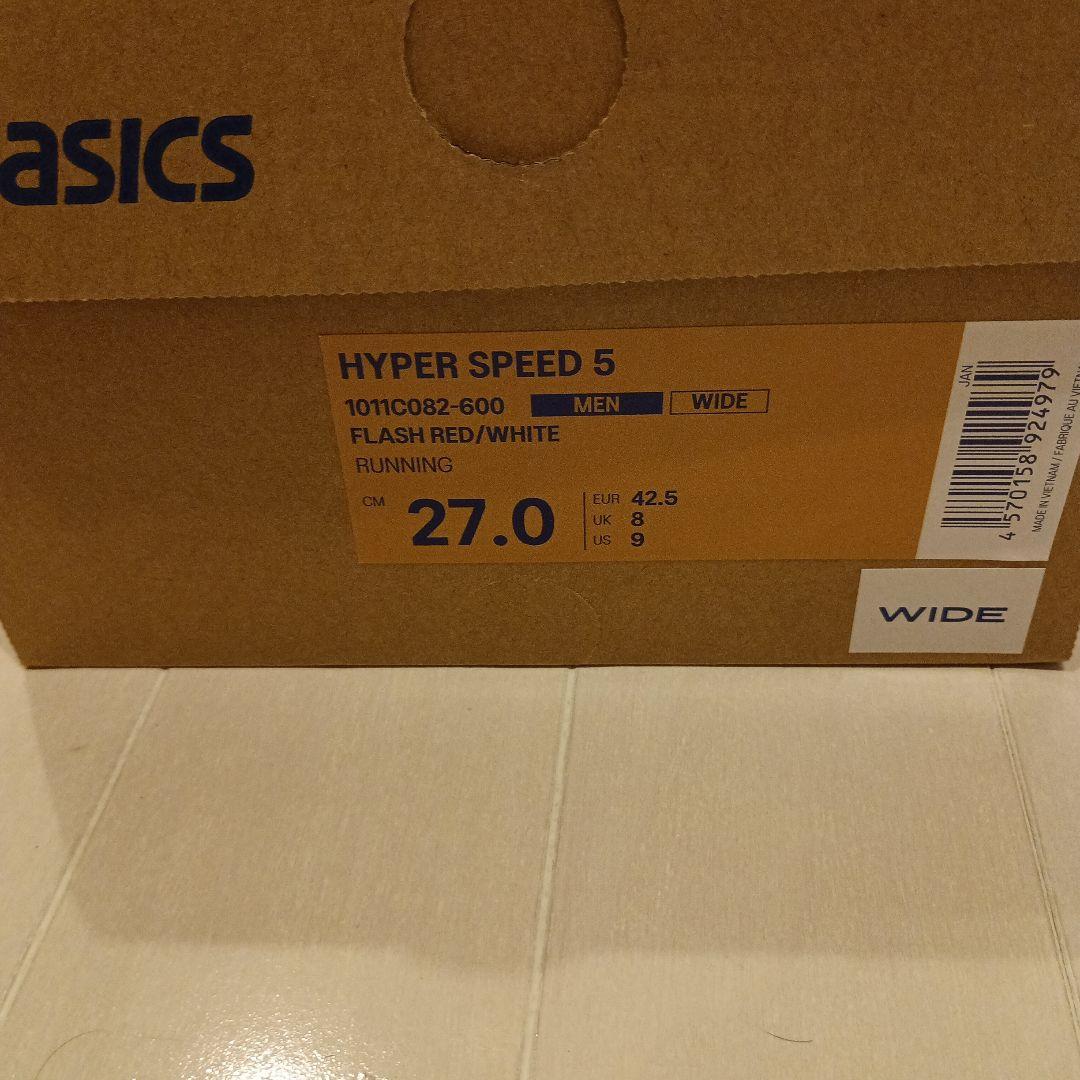 asics
HYPER SPEED 5
1011C082-600 MEN WIDE
FLASH RED/WHITE
RUNNING
CM 27.0
EUR 42.5
UK 8
US 9
JAN
4 570158 924979
MADE IN VIETNAM / FABRIQUE AU VIETN
WIDE